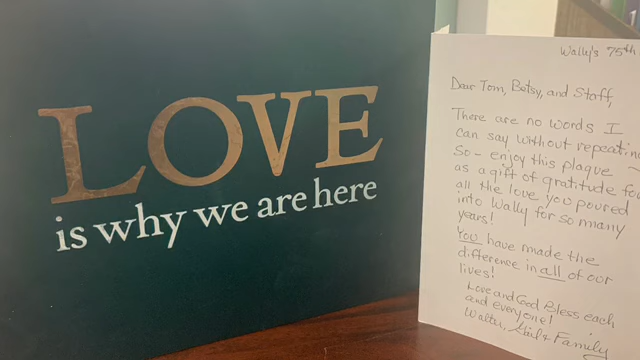 LOVE
is why we are here
Wally's 75th
Dear Tom, Betsy, and Staff,
There are no words I
can say without repeating
So - enjoy this plaque
as a gift of gratitude for
all the love you poured
into Wally for so many
years!
You have made the
difference in all of our
lives!
Love and God Bless each
and everyone!
Walter, Gail & Family